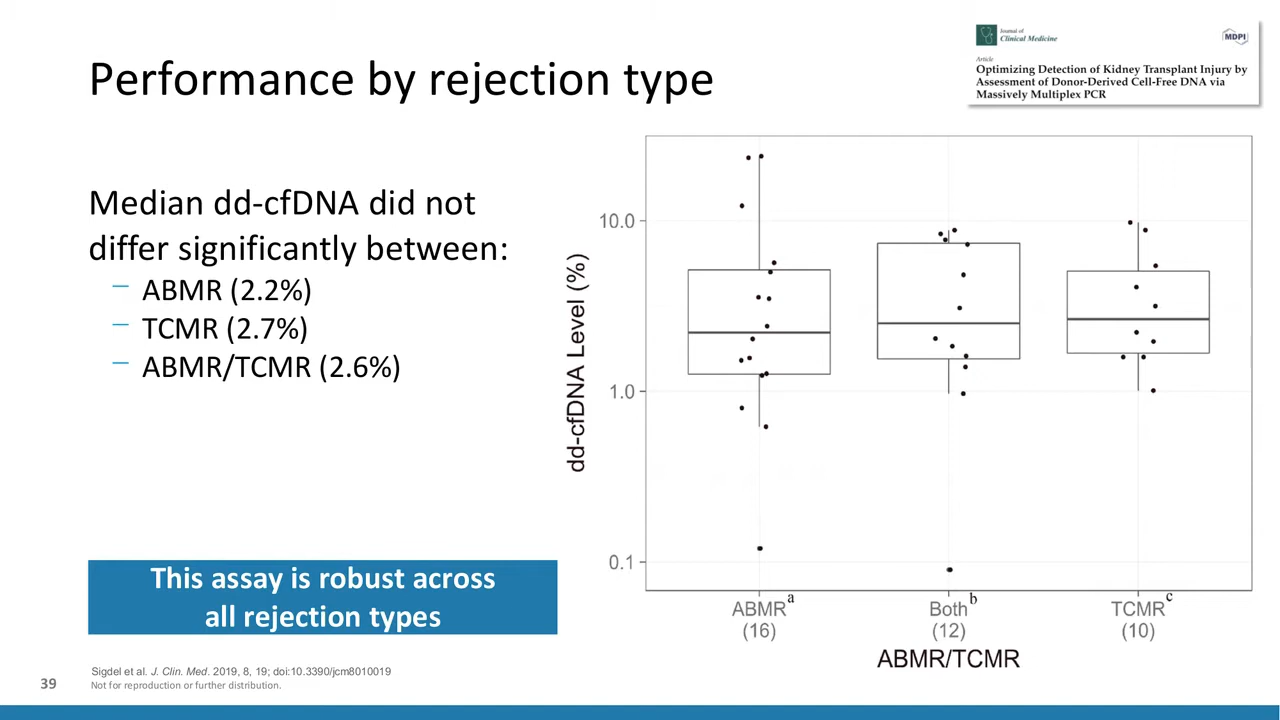 Performance by rejection type
Journal of
Clinical Medicine
MDPI
Article
Optimizing Detection of Kidney Transplant Injury by
Assessment of Donor-Derived Cell-Free DNA via
Massively Multiplex PCR
Median dd-cfDNA did not
differ significantly between:
– ABMR (2.2%)
– TCMR (2.7%)
– ABMR/TCMR (2.6%)
This assay is robust across
all rejection types
dd-cfDNA Level (%)
10.0
1.0
0.1
ABMRᵃ Bothᵇ TCMRᶜ
(16) (12) (10)
ABMR/TCMR
Sigdel et al. J. Clin. Med. 2019, 8, 19; doi:10.3390/jcm8010019
39 Not for reproduction or further distribution.